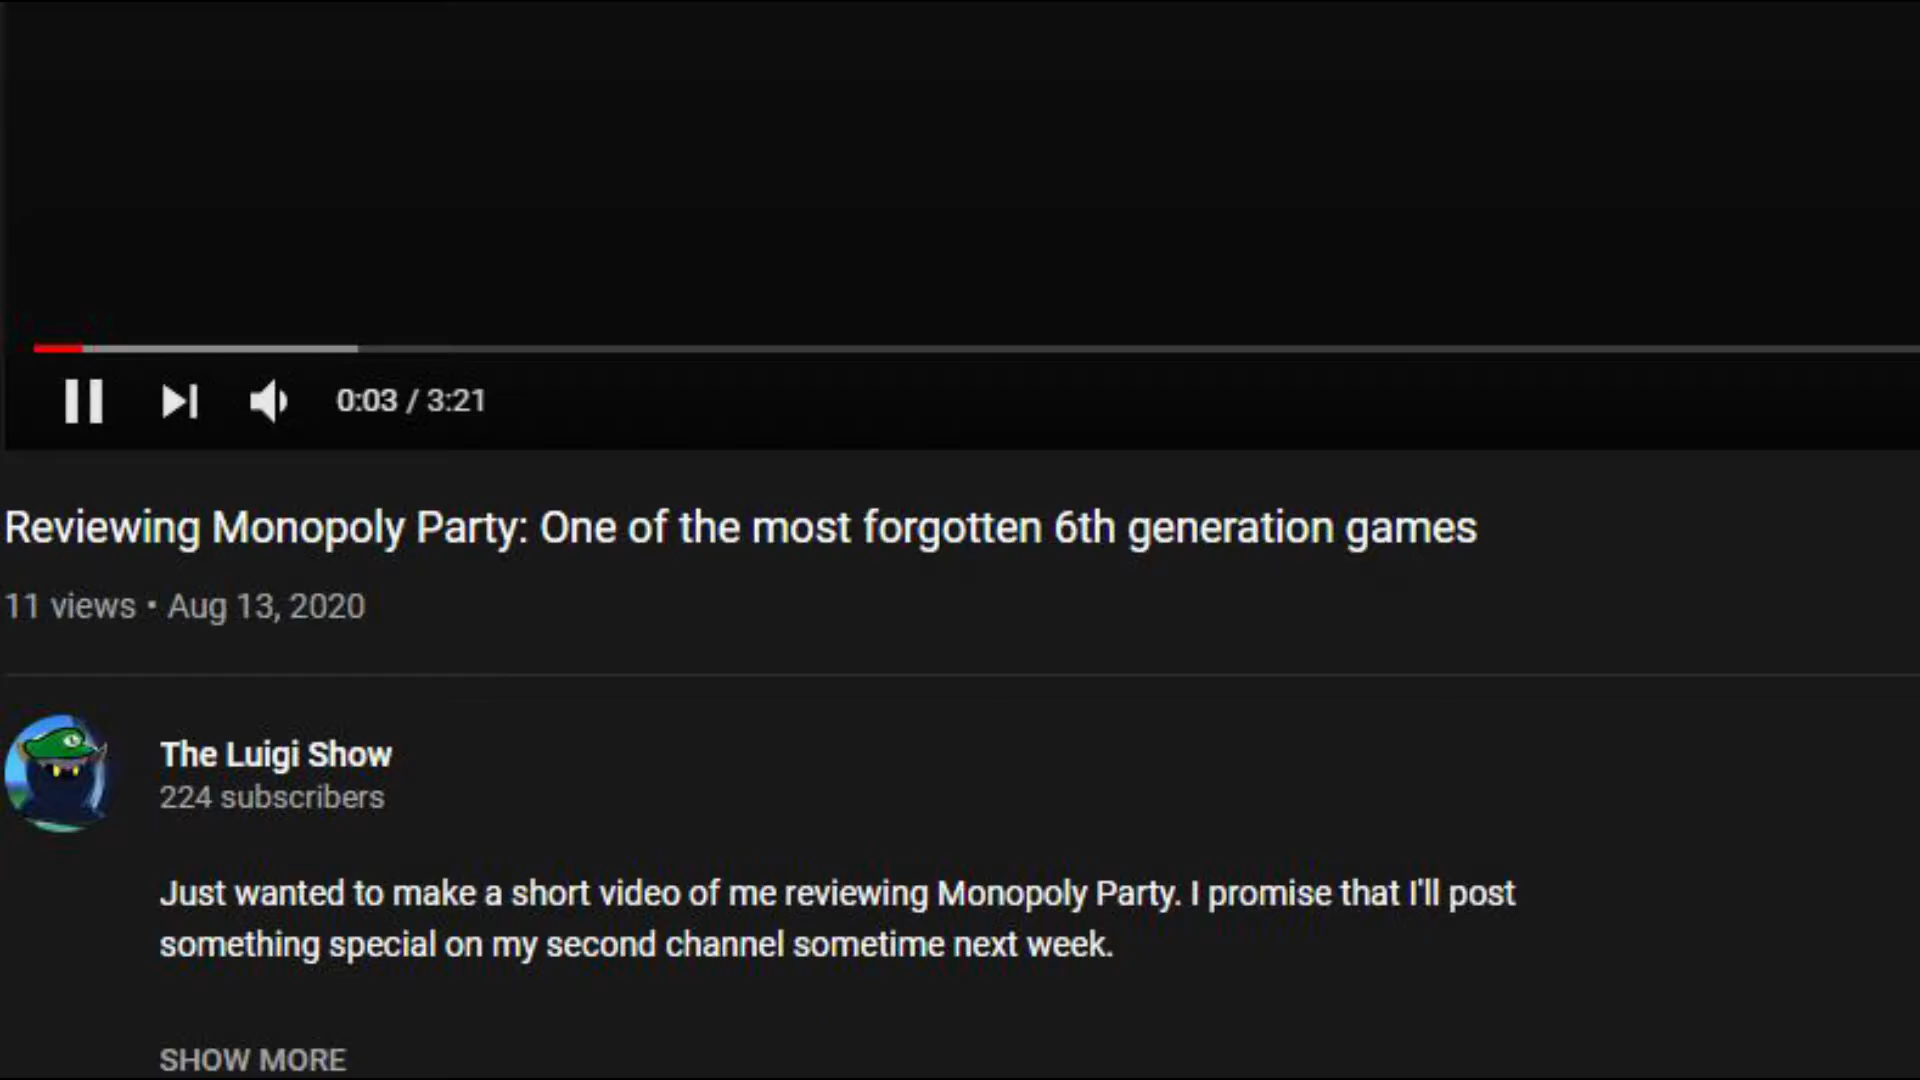 0:03 / 3:21
Reviewing Monopoly Party: One of the most forgotten 6th generation games
11 views • Aug 13, 2020
The Luigi Show
224 subscribers
Just wanted to make a short video of me reviewing Monopoly Party. I promise that I'll post
something special on my second channel sometime next week.
SHOW MORE